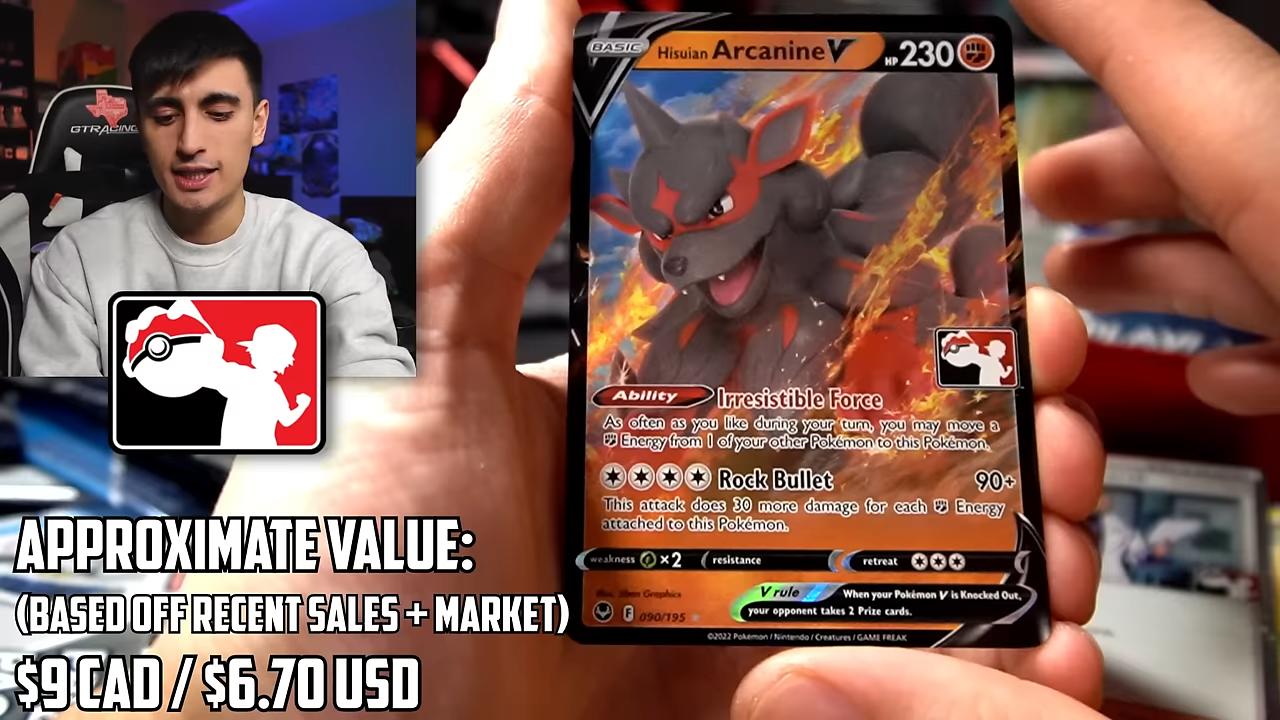 GTRACING
BASIC
Hisuian Arcanine V
HP 230
Ability Irresistible Force
As often as you like during your turn, you may move a
Energy from 1 of your other Pokémon to this Pokémon.
Rock Bullet 90+
This attack does 30 more damage for each Energy
attached to this Pokémon.
weakness ×2 resistance retreat
V rule When your Pokémon V is Knocked Out,
your opponent takes 2 Prize cards.
F 090/195
©2022 Pokémon / Nintendo / Creatures / GAME FREAK
APPROXIMATE VALUE:
(BASED OFF RECENT SALES + MARKET)
$9 CAD / $6.70 USD